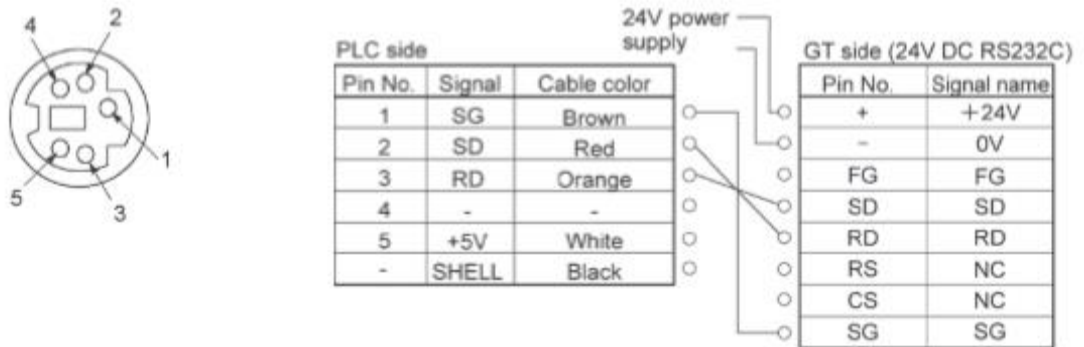 2
4
1
5
3
24V power
supply
PLC side
Pin No. Signal Cable color
1 SG Brown
2 SD Red
3 RD Orange
4 - -
5 +5V White
- SHELL Black
GT side (24V DC RS232C)
Pin No. Signal name
+ +24V
- 0V
FG FG
SD SD
RD RD
RS NC
CS NC
SG SG